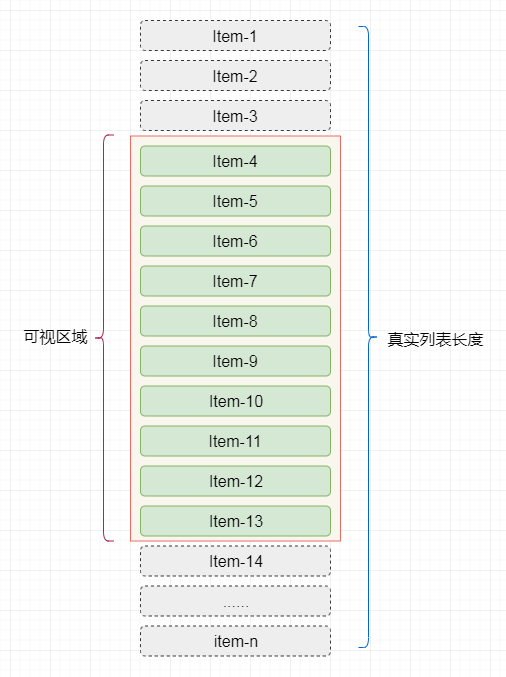 Item-1
Item-2
Item-3
Item-4
Item-5
Item-6
Item-7
可视区域
Item-8
真实列表长度
Item-9
Item-10
Item-11
Item-12
Item-13
Item-14
......
item-n